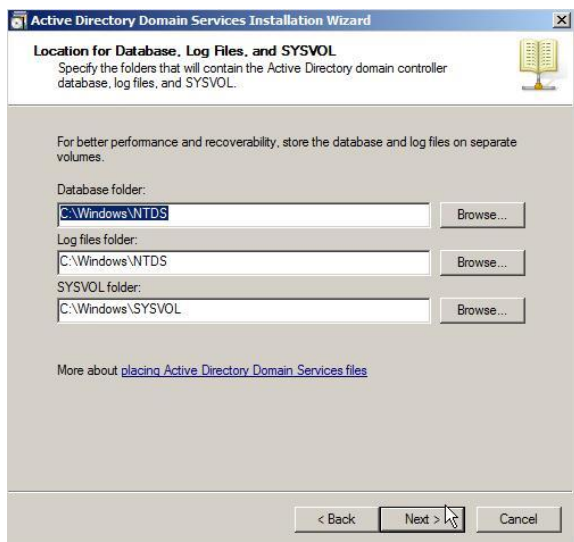 Active Directory Domain Services Installation Wizard
Location for Database, Log Files, and SYSVOL
Specify the folders that will contain the Active Directory domain controller
database, log files, and SYSVOL.
For better performance and recoverability, store the database and log files on separate
volumes.
Database folder:
C:\Windows\NTDS
Browse...
Log files folder:
C:\Windows\NTDS
Browse...
SYSVOL folder:
C:\Windows\SYSVOL
Browse...
More about placing Active Directory Domain Services files
< Back
Next >
Cancel